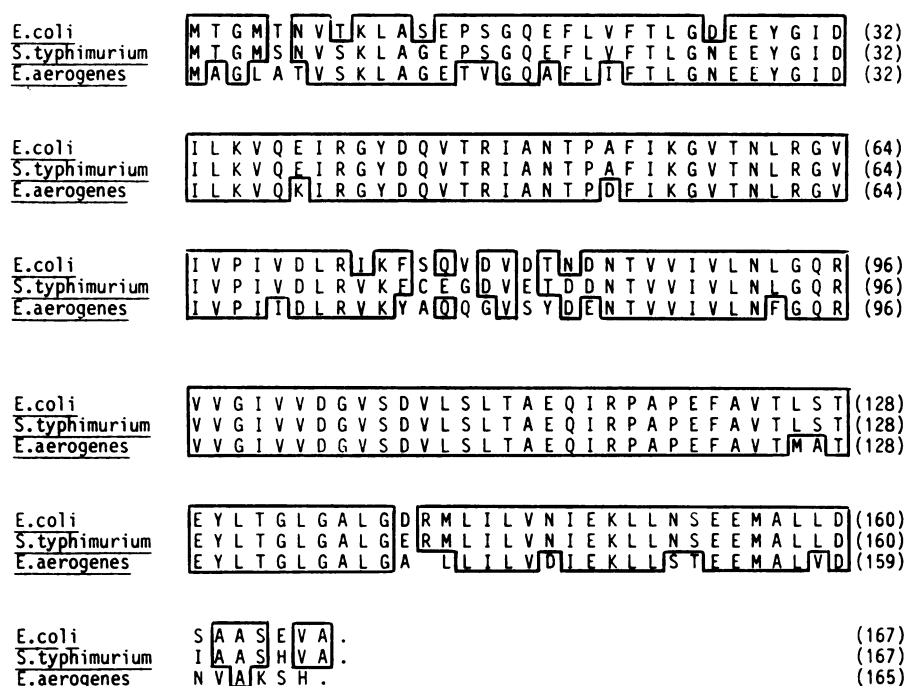 E.coli M T G M T N V T K L A S E P S G Q E F L V F T L G D E E Y G I D (32)
S.typhimurium M T G M S N V S K L A G E P S G Q E F L V F T L G N E E Y G I D (32)
E.aerogenes M A G L A T V S K L A G E T V G Q A F L I F T L G N E E Y G I D (32)
E.coli I L K V Q E I R G Y D Q V T R I A N T P A F I K G V T N L R G V (64)
S.typhimurium I L K V Q E I R G Y D Q V T R I A N T P A F I K G V T N L R G V (64)
E.aerogenes I L K V Q K I R G Y D Q V T R I A N T P D F I K G V T N L R G V (64)
E.coli I V P I V D L R I K F S Q V D V D T N D N T V V I V L N L G Q R (96)
S.typhimurium I V P I V D L R V K F C E G D V E T D D N T V V I V L N L G Q R (96)
E.aerogenes I V P I I D L R V K Y A Q Q G V S Y D E N T V V I V L N F G Q R (96)
E.coli V V G I V V D G V S D V L S L T A E Q I R P A P E F A V T L S T (128)
S.typhimurium V V G I V V D G V S D V L S L T A E Q I R P A P E F A V T L S T (128)
E.aerogenes V V G I V V D G V S D V L S L T A E Q I R P A P E F A V T M A T (128)
E.coli E Y L T G L G A L G D R M L I L V N I E K L L N S E E M A L L D (160)
S.typhimurium E Y L T G L G A L G E R M L I L V N I E K L L N S E E M A L L D (160)
E.aerogenes E Y L T G L G A L G A L L I L V D I E K L L S T E E M A L V D (159)
E.coli S A A S E V A . (167)
S.typhimurium I A A S H V A . (167)
E.aerogenes N V A K S H . (165)